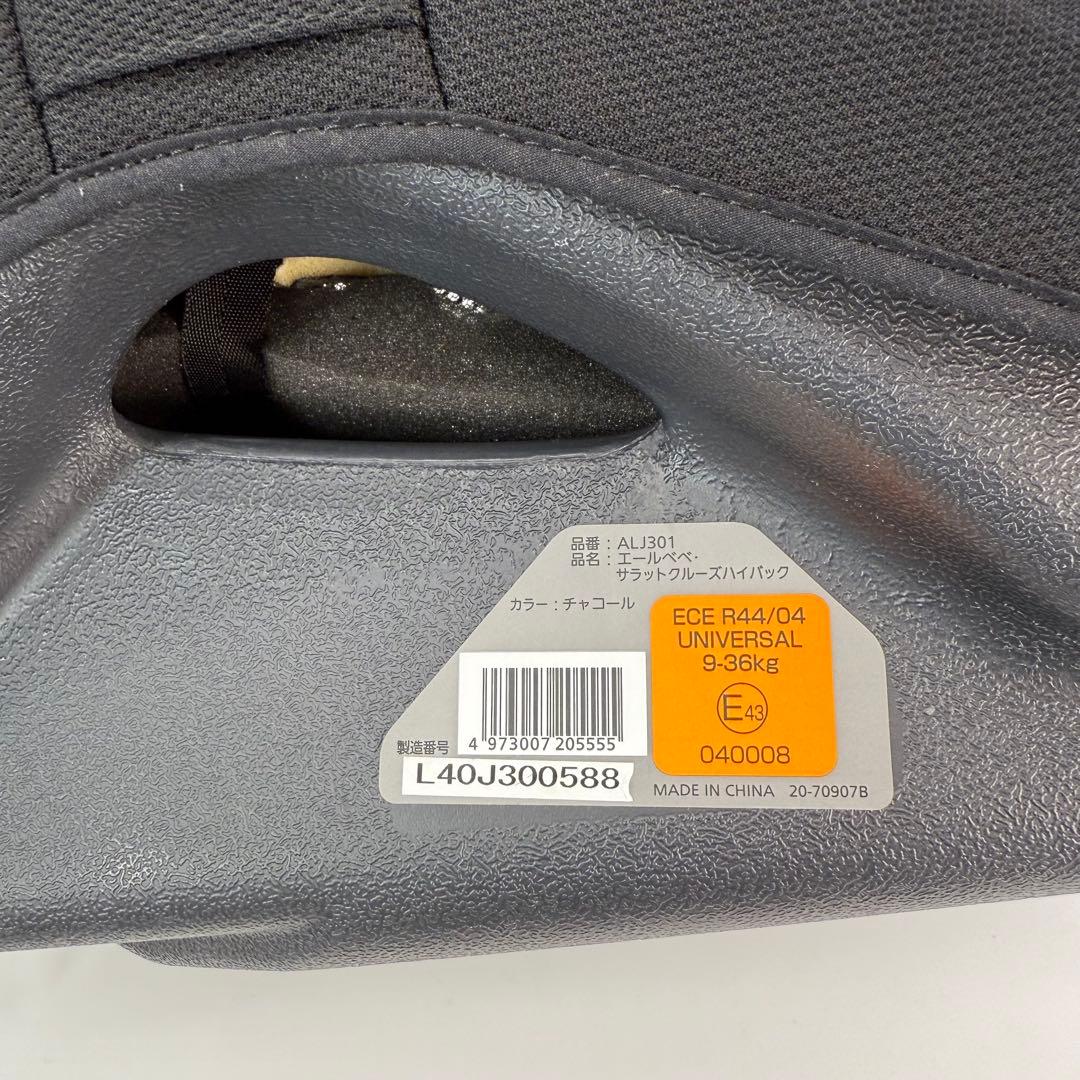 品番 : ALJ301
品名 : エールベベ・
サラットクルーズハイバック
カラー : チャコール
ECE R44/04
UNIVERSAL
9-36kg
E43
040008
4 973007 205555
製造番号
L40J300588
MADE IN CHINA 20-70907B